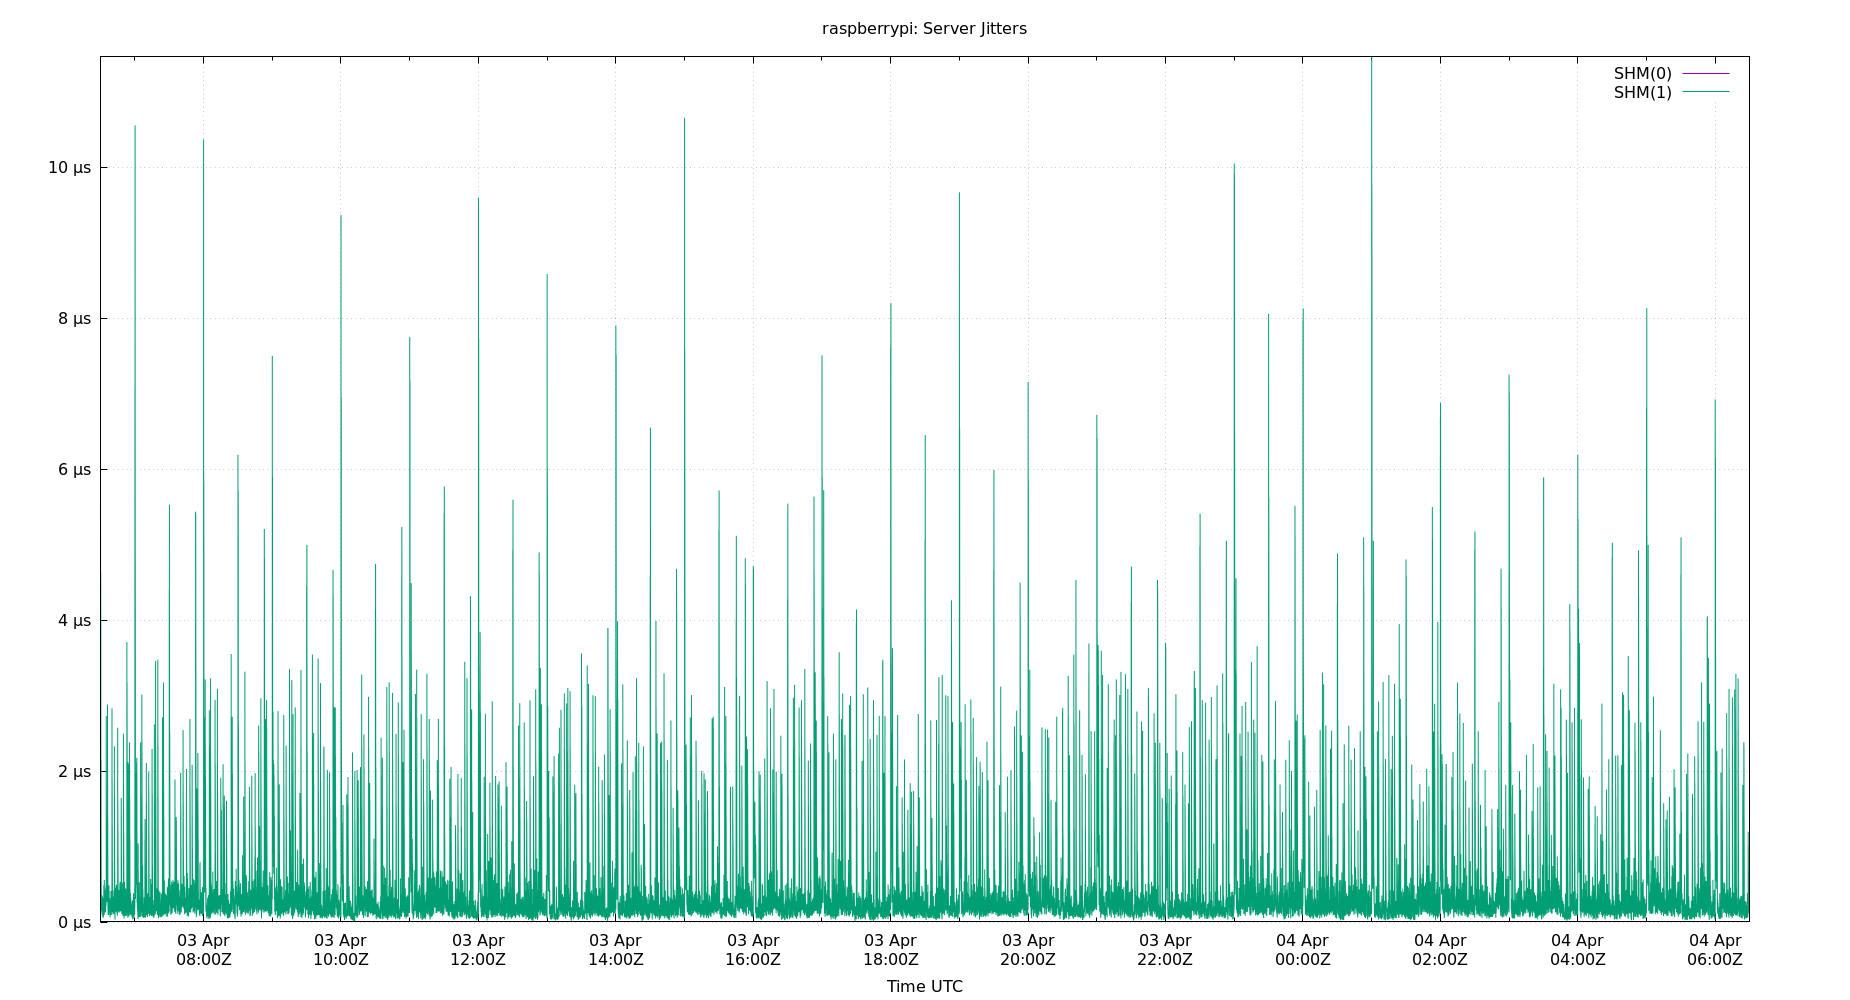 raspberrypi: Server Jitters
SHM(0)
SHM(1)
10 µs
8 µs
6 µs
4 µs
2 µs
0 µs
03 Apr 03 Apr 03 Apr 03 Apr 03 Apr 03 Apr 03 Apr 03 Apr 04 Apr 04 Apr 04 Apr 04 Apr
08:00Z 10:00Z 12:00Z 14:00Z 16:00Z 18:00Z 20:00Z 22:00Z 00:00Z 02:00Z 04:00Z 06:00Z
Time UTC